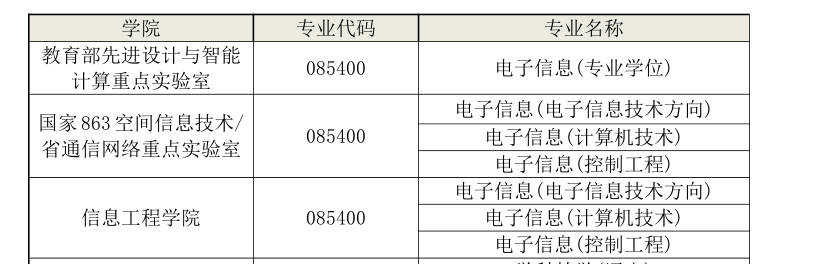 学院 专业代码 专业名称
教育部先进设计与智能
计算重点实验室
085400
电子信息(专业学位)
国家863空间信息技术/
省通信网络重点实验室
085400
电子信息(电子信息技术方向)
电子信息(计算机技术)
电子信息(控制工程)
信息工程学院
085400
电子信息(电子信息技术方向)
电子信息(计算机技术)
电子信息(控制工程)